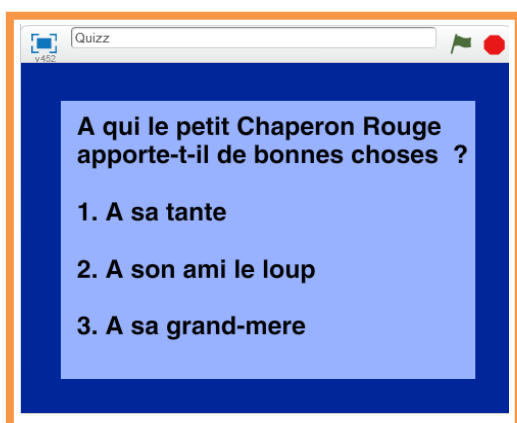 Quizz
v452
A qui le petit Chaperon Rouge
apporte-t-il de bonnes choses ?
1. A sa tante
2. A son ami le loup
3. A sa grand-mere